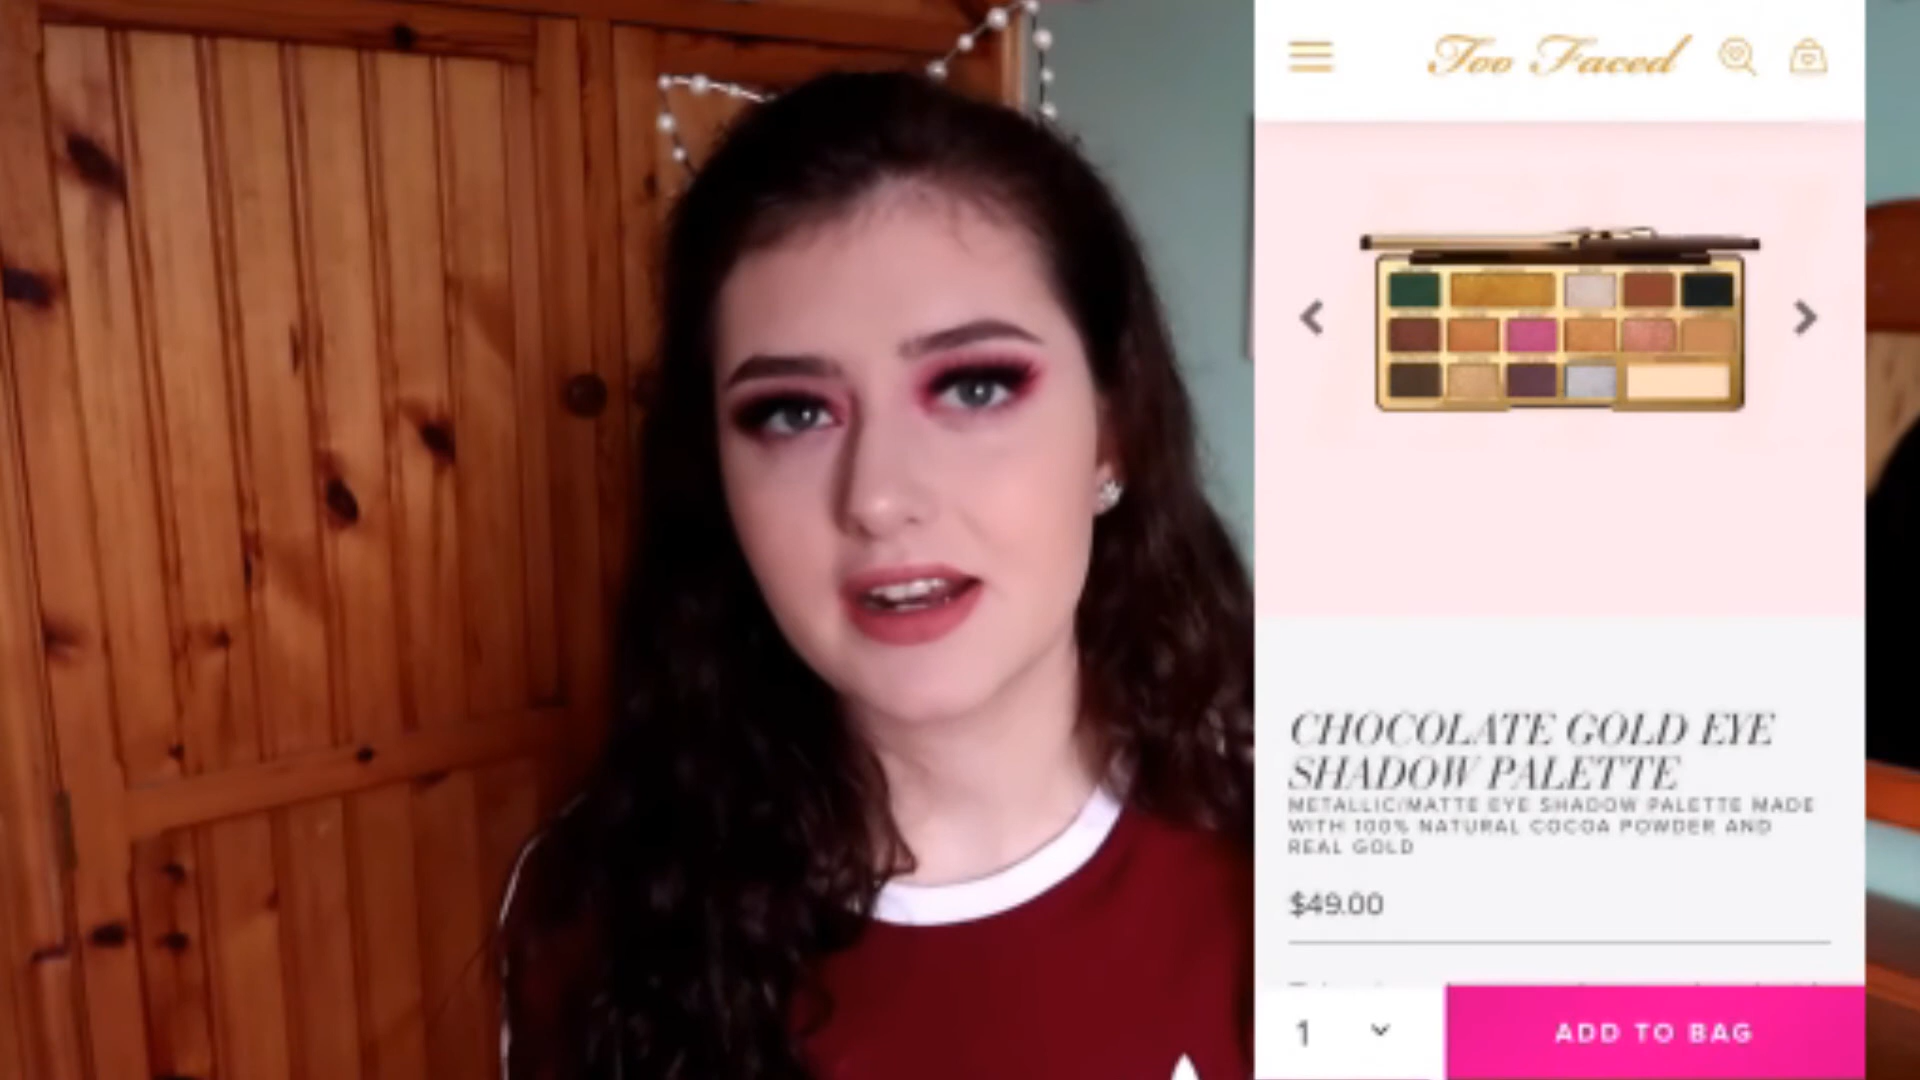 Too Faced
CHOCOLATE GOLD EYE
SHADOW PALETTE
METALLIC/MATTE EYE SHADOW PALETTE MADE
WITH 100% NATURAL COCOA POWDER AND
REAL GOLD
$49.00
1
ADD TO BAG